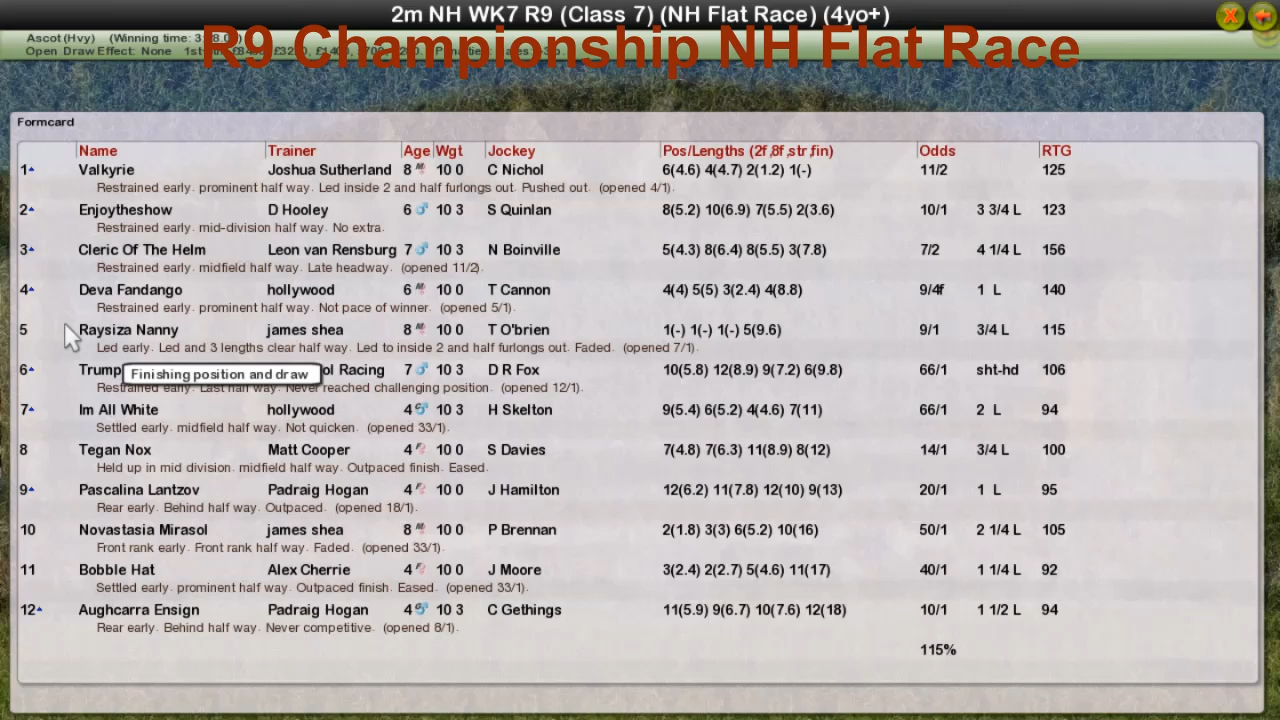 2m NH WK7 R9 (Class 7) (NH Flat Race) (4yo+)
Ascot (Hvy) (Winning time:
R9 Championship NH Flat Race
Open Draw Effect: None
Formcard
Name Trainer Age Wgt Jockey Pos/Lengths (2f,8f,str,fin) Odds RTG
1 Valkyrie Joshua Sutherland 8 10 0 C Nichol 6(4.6) 4(4.7) 2(1.2) 1(-) 11/2 125
Restrained early. prominent half way. Led inside 2 and half furlongs out. Pushed out. (opened 4/1).
2 Enjoytheshow D Hooley 6 10 3 S Quinlan 8(5.2) 10(6.9) 7(5.5) 2(3.6) 10/1 3 3/4 L 123
Restrained early. mid-division half way. No extra.
3 Cleric Of The Helm Leon van Rensburg 7 10 3 N Boinville 5(4.3) 8(6.4) 8(5.5) 3(7.8) 7/2 4 1/4 L 156
Restrained early. midfield half way. Late headway. (opened 11/2).
4 Deva Fandango hollywood 6 10 0 T Cannon 4(4) 5(5) 3(2.4) 4(8.8) 9/4f 1 L 140
Restrained early. prominent half way. Not pace of winner. (opened 5/1).
5 Raysiza Nanny james shea 8 10 0 T O'brien 1(-) 1(-) 1(-) 5(9.6) 9/1 3/4 L 115
Led early. Led and 3 lengths clear half way. Led to inside 2 and half furlongs out. Faded. (opened 7/1).
6 Trump ol Racing 7 10 3 D R Fox 10(5.8) 12(8.9) 9(7.2) 6(9.8) 66/1 sht-hd 106
Finishing position and draw
Restrained early. Last half way. Never reached challenging position. (opened 12/1).
7 Im All White hollywood 4 10 3 H Skelton 9(5.4) 6(5.2) 4(4.6) 7(11) 66/1 2 L 94
Settled early. midfield half way. Not quicken. (opened 33/1).
8 Tegan Nox Matt Cooper 4 10 0 S Davies 7(4.8) 7(6.3) 11(8.9) 8(12) 14/1 3/4 L 100
Held up in mid division. midfield half way. Outpaced finish. Eased.
9 Pascalina Lantzov Padraig Hogan 4 10 0 J Hamilton 12(6.2) 11(7.8) 12(10) 9(13) 20/1 1 L 95
Rear early. Behind half way. Outpaced. (opened 18/1).
10 Novastasia Mirasol james shea 8 10 0 P Brennan 2(1.8) 3(3) 6(5.2) 10(16) 50/1 2 1/4 L 105
Front rank early. Front rank half way. Faded. (opened 33/1).
11 Bobble Hat Alex Cherrie 4 10 0 J Moore 3(2.4) 2(2.7) 5(4.6) 11(17) 40/1 1 1/4 L 92
Settled early. prominent half way. Outpaced finish. Eased. (opened 33/1).
12 Aughcarra Ensign Padraig Hogan 4 10 3 C Gethings 11(5.9) 9(6.7) 10(7.6) 12(18) 10/1 1 1/2 L 94
Rear early. Behind half way. Never competitive. (opened 8/1).
115%